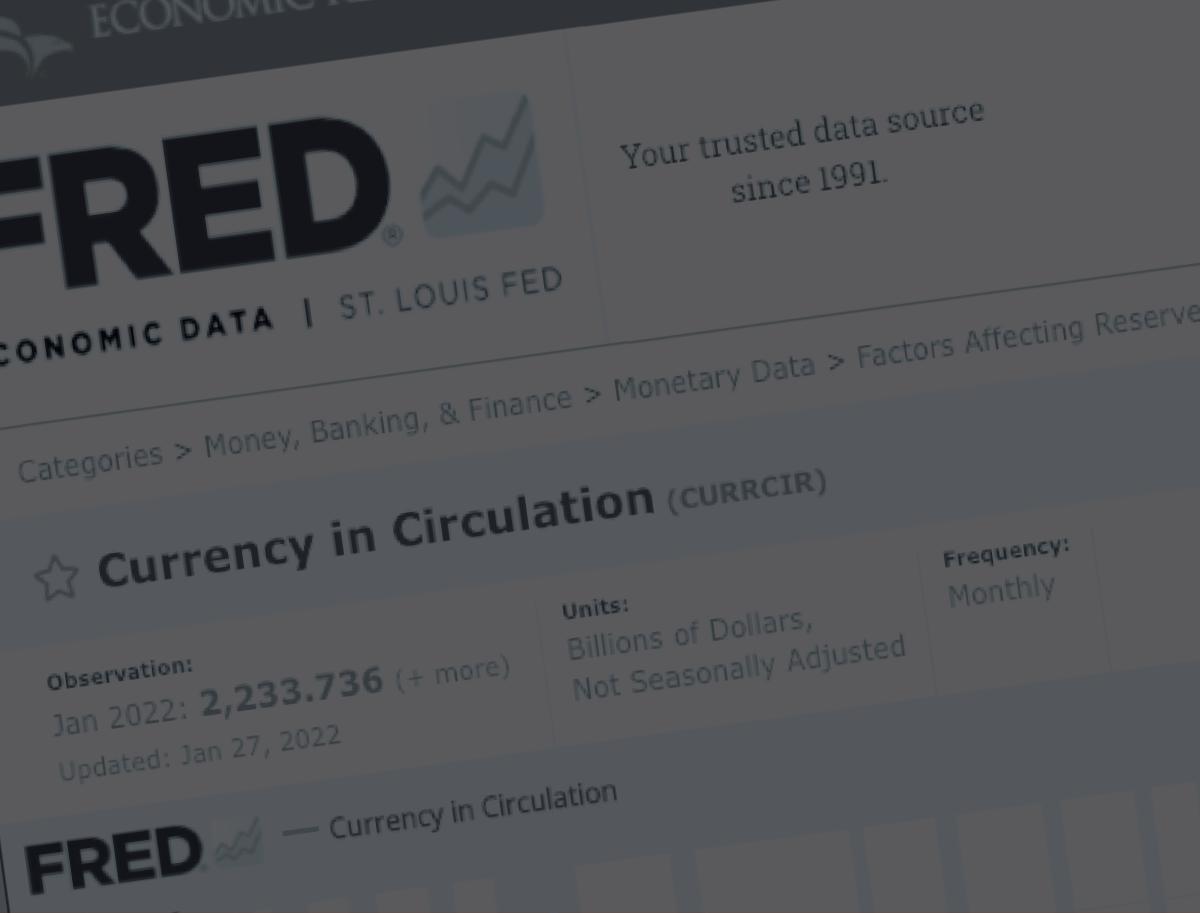 ECONOMIC
FRED®
ECONOMIC DATA | ST. LOUIS FED
Your trusted data source
since 1991.
Categories > Money, Banking, & Finance > Monetary Data > Factors Affecting Reserve
Currency in Circulation (CURRCIR)
Observation:
Jan 2022: 2,233.736 (+ more)
Updated: Jan 27, 2022
Units:
Billions of Dollars,
Not Seasonally Adjusted
Frequency:
Monthly
FRED — Currency in Circulation